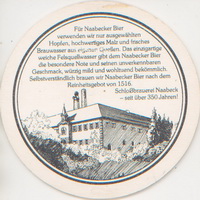 Für Naabecker Bier
verwenden wir nur ausgewählten
Hopfen, hochwertiges Malz und frisches
Brauwasser aus eigenen Quellen. Das einzigartige
weiche Felsquellwasser gibt dem Naabecker Bier
die besondere Note und seinen unverkennbaren
Geschmack, würzig mild und wohltuend bekömmlich.
Selbstverständlich brauen wir Naabecker Bier nach dem
Reinheitsgebot von 1516.
Schloßbrauerei Naabeck
– seit über 350 Jahren!